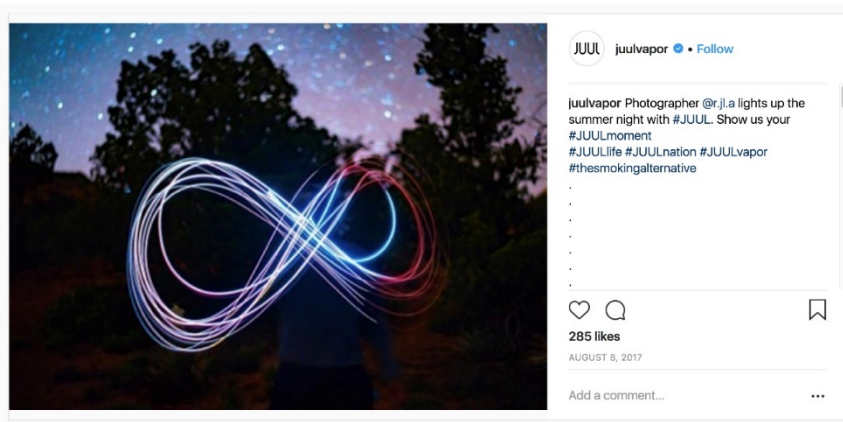 JUUL
juulvapor • Follow
juulvapor Photographer @r.jl.a lights up the
summer night with #JUUL. Show us your
#JUULmoment
#JUULlife #JUULnation #JUULvapor
#thesmokingalternative
.
.
.
.
.
.
.
285 likes
AUGUST 8, 2017
Add a comment...